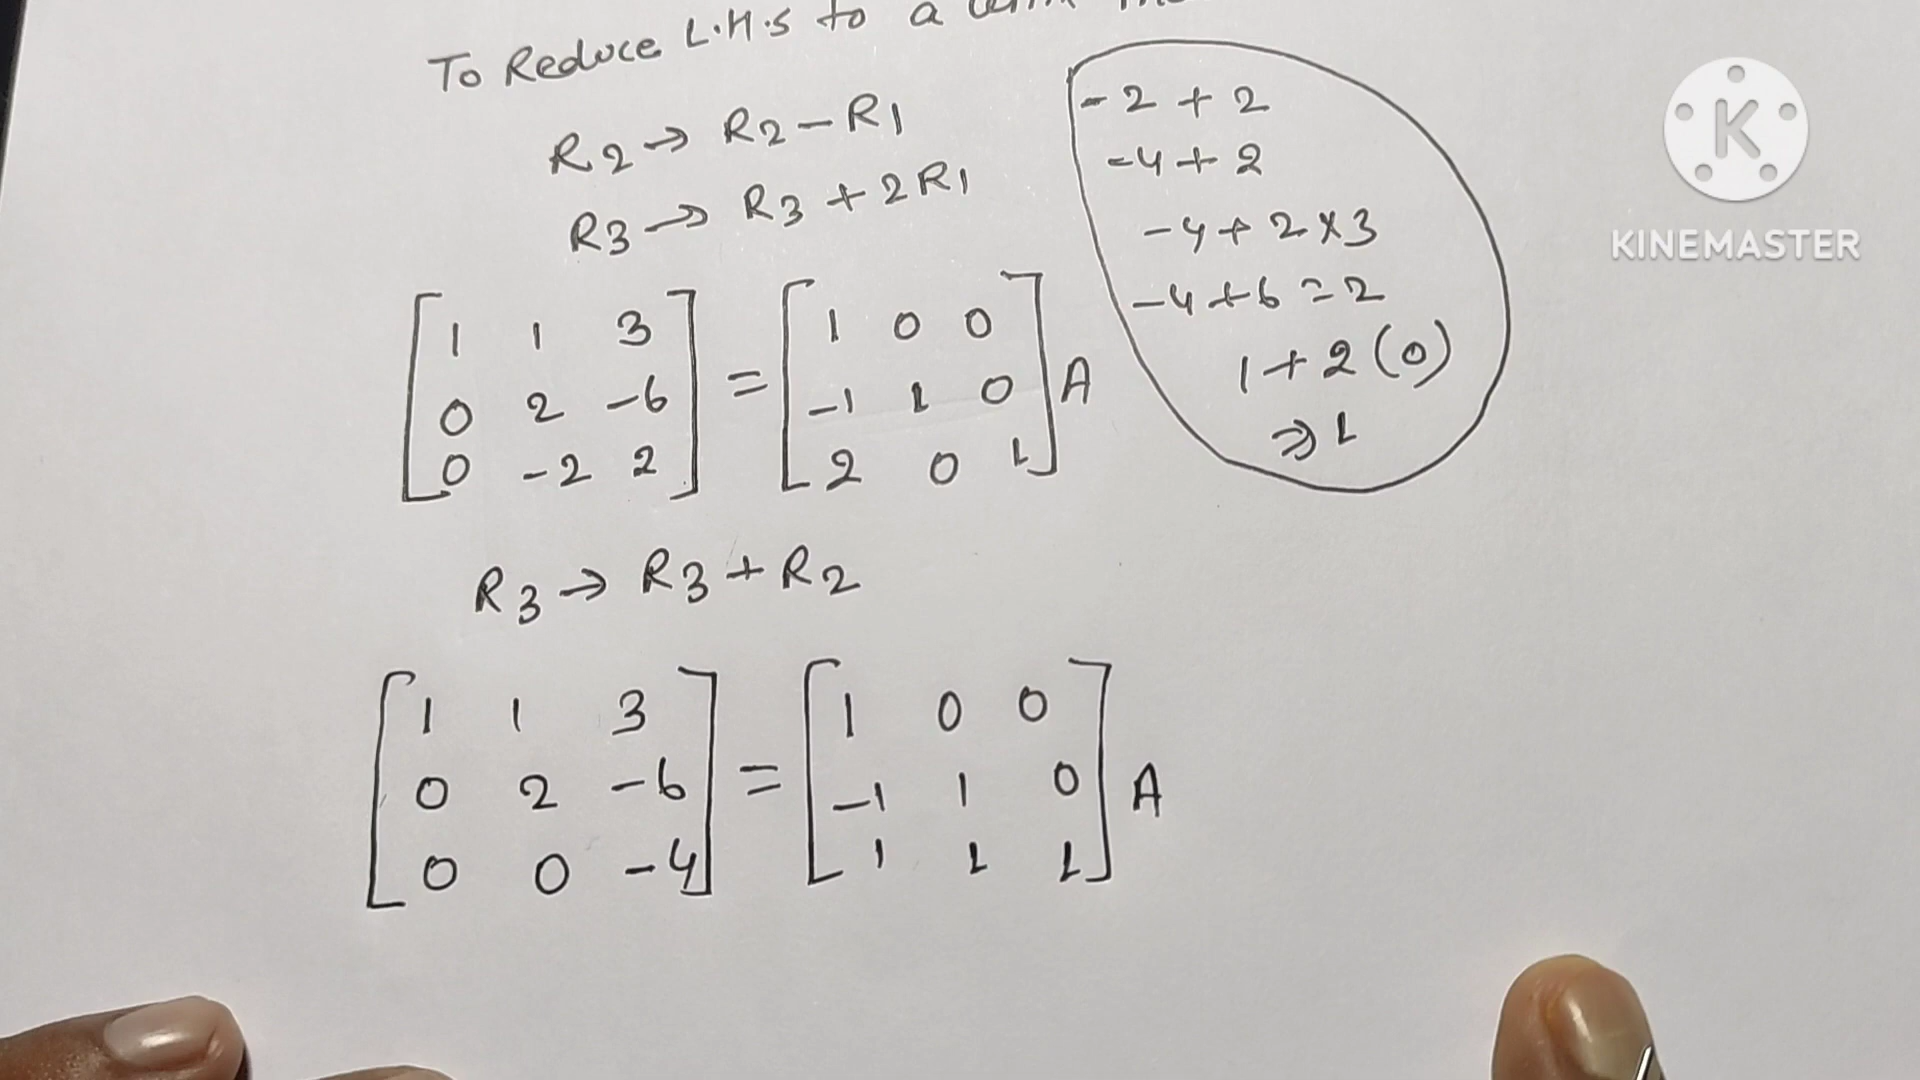 To Reduce L.H.S to a
R2 → R2 - R1
R3 → R3 + 2R1
[1 1 3] = [1 0 0]
[0 2 -6] = [-1 1 0] A
[0 -2 2] = [2 0 1]
R3 → R3 + R2
[1 1 3] = [1 0 0]
[0 2 -6] = [-1 1 0] A
[0 0 -4] = [1 1 1]
-2 + 2
-4 + 2
-4 + 2 × 3
-4 + 6 = 2
1 + 2 (0)
⇒ 1
K
KINEMASTER